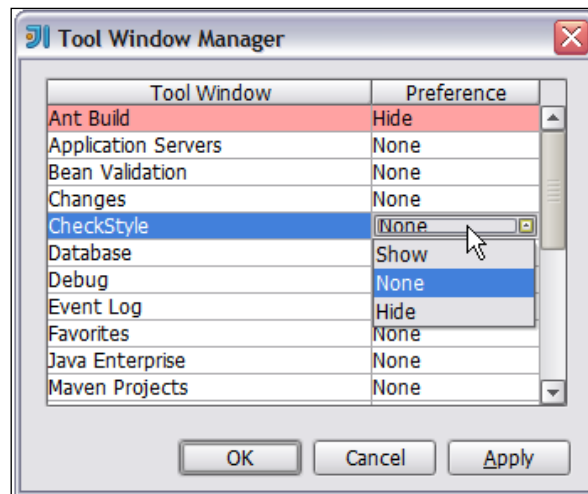 Tool Window Manager
Tool Window Preference
Ant Build Hide
Application Servers None
Bean Validation None
Changes None
CheckStyle None
Database Show
Debug None
Event Log Hide
Favorites None
Java Enterprise None
Maven Projects None
OK Cancel Apply